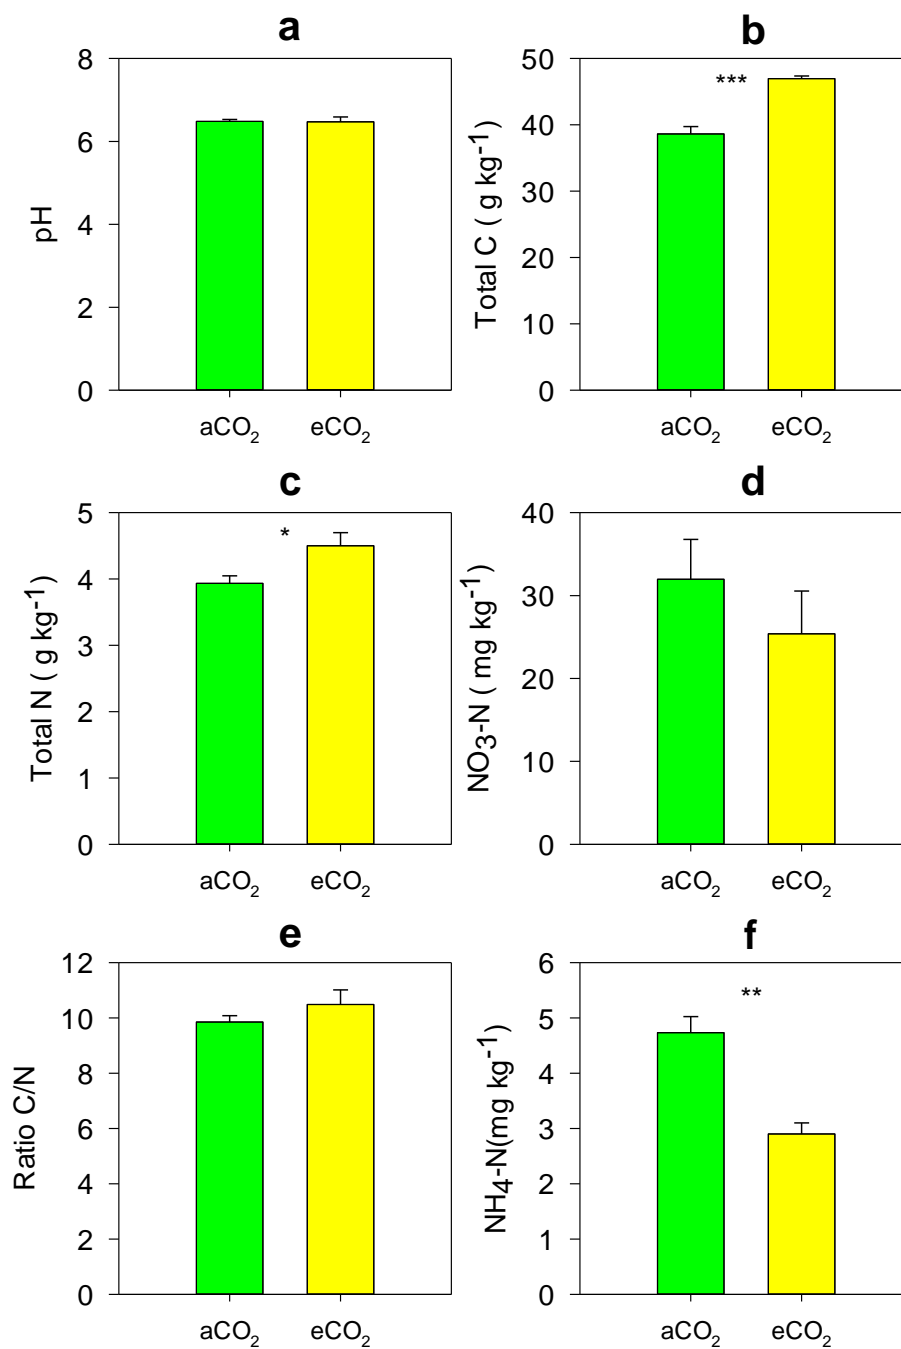 a
8
6
4
2
0
pH
aCO₂
eCO₂
b
50
40
30
20
10
0
Total C ( g kg⁻¹)
***
aCO₂
eCO₂
c
5
4
3
2
1
0
Total N ( g kg⁻¹)
*
aCO₂
eCO₂
d
40
30
20
10
0
NO₃-N ( mg kg⁻¹)
aCO₂
eCO₂
e
12
10
8
6
4
2
0
Ratio C/N
aCO₂
eCO₂
f
6
5
4
3
2
1
0
NH₄-N(mg kg⁻¹)
**
aCO₂
eCO₂